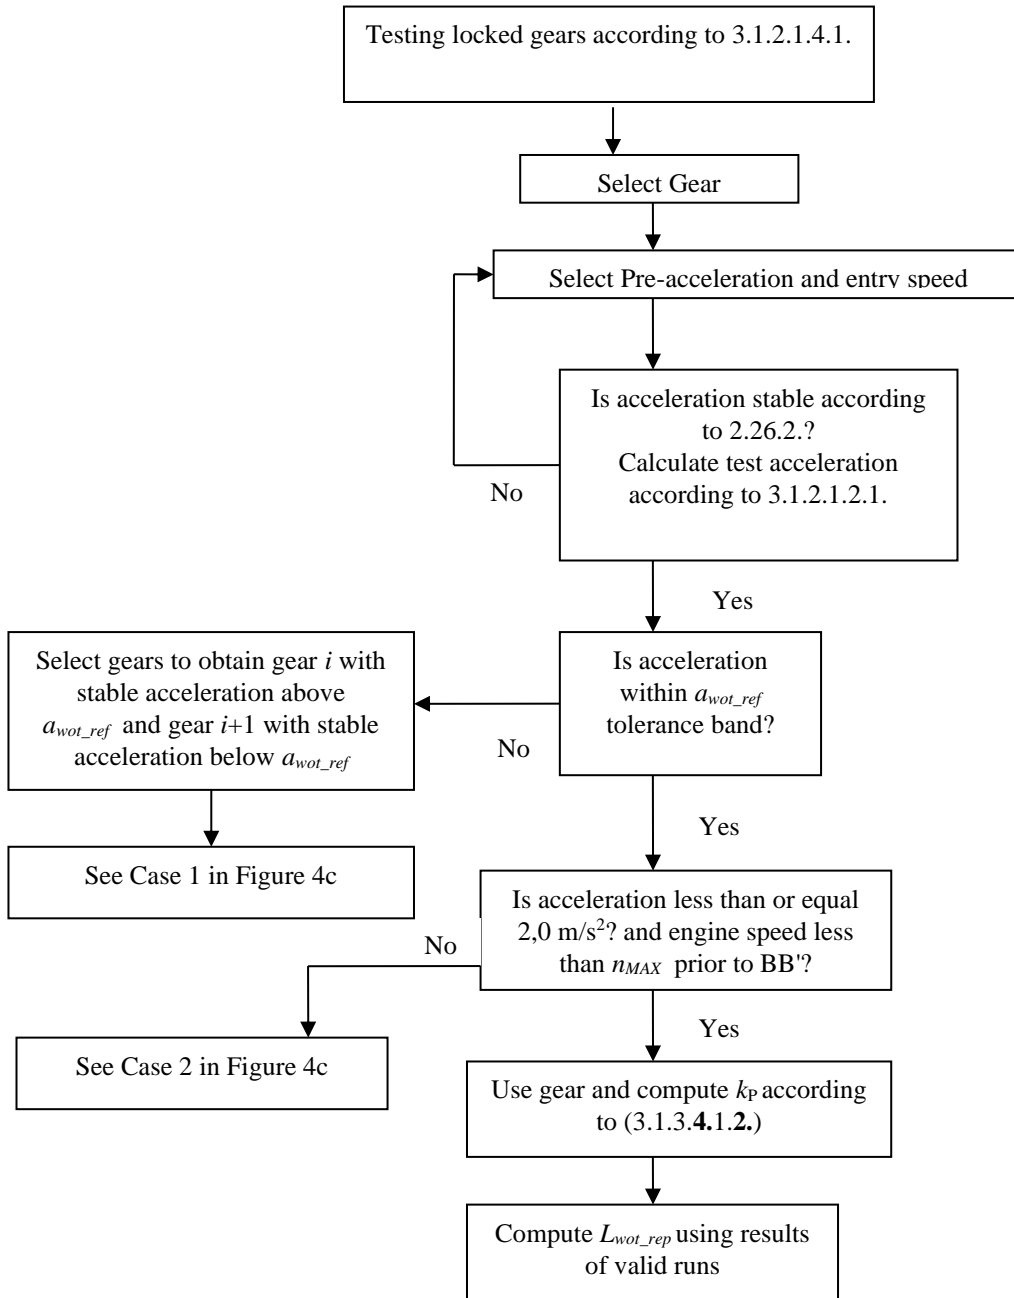 Testing locked gears according to 3.1.2.1.4.1.
Select Gear
Select Pre-acceleration and entry speed
Is acceleration stable according
to 2.26.2.?
Calculate test acceleration
according to 3.1.2.1.2.1.
No
Yes
Select gears to obtain gear i with
stable acceleration above
a_wot_ref and gear i+1 with stable
acceleration below a_wot_ref
Is acceleration
within a_wot_ref
tolerance band?
No
Yes
See Case 1 in Figure 4c
Is acceleration less than or equal
2,0 m/s²? and engine speed less
than n_MAX prior to BB'?
No
Yes
See Case 2 in Figure 4c
Use gear and compute k_P according
to (3.1.3.4.1.2.)
Compute L_wot_rep using results
of valid runs